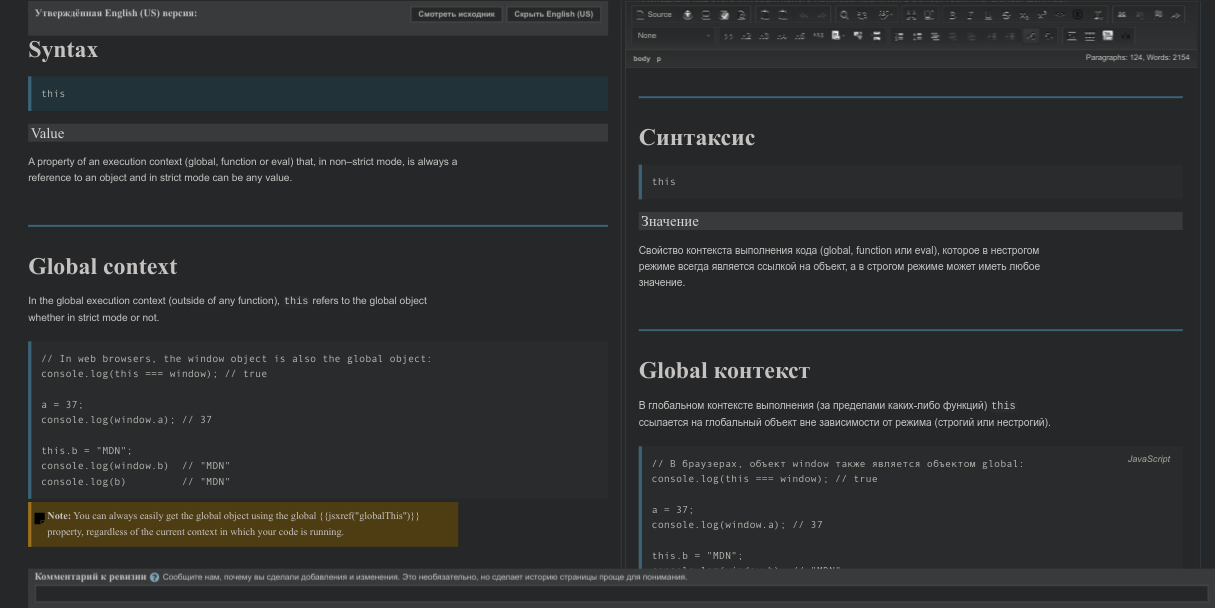 Утверждённая English (US) версия:
Смотреть исходник
Скрыть English (US)
Syntax
this
Value
A property of an execution context (global, function or eval) that, in non–strict mode, is always a
reference to an object and in strict mode can be any value.
Global context
In the global execution context (outside of any function), this refers to the global object
whether in strict mode or not.
// In web browsers, the window object is also the global object:
console.log(this === window); // true
a = 37;
console.log(window.a); // 37
this.b = "MDN";
console.log(window.b)  // "MDN"
console.log(b)         // "MDN"
Note: You can always easily get the global object using the global {{jsxref("globalThis")}}
property, regardless of the current context in which your code is running.
Source
None
body p
Paragraphs: 124, Words: 2154
Синтаксис
this
Значение
Свойство контекста выполнения кода (global, function или eval), которое в нестрогом
режиме всегда является ссылкой на объект, а в строгом режиме может иметь любое
значение.
Global контекст
В глобальном контексте выполнения (за пределами каких-либо функций) this
ссылается на глобальный объект вне зависимости от режима (строгий или нестрогий).
JavaScript
// В браузерах, объект window также является объектом global:
console.log(this === window); // true
a = 37;
console.log(window.a); // 37
this.b = "MDN";
Комментарий к ревизии Сообщите нам, почему вы сделали добавления и изменения. Это необязательно, но сделает историю страницы проще для понимания.